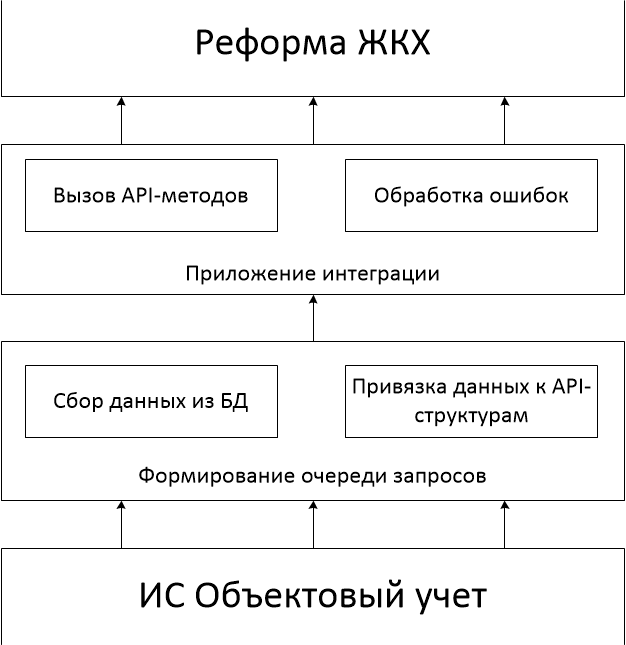 Реформа ЖКХ
Вызов API-методов
Обработка ошибок
Приложение интеграции
Сбор данных из БД
Привязка данных к API-
структурам
Формирование очереди запросов
ИС Объектовый учет